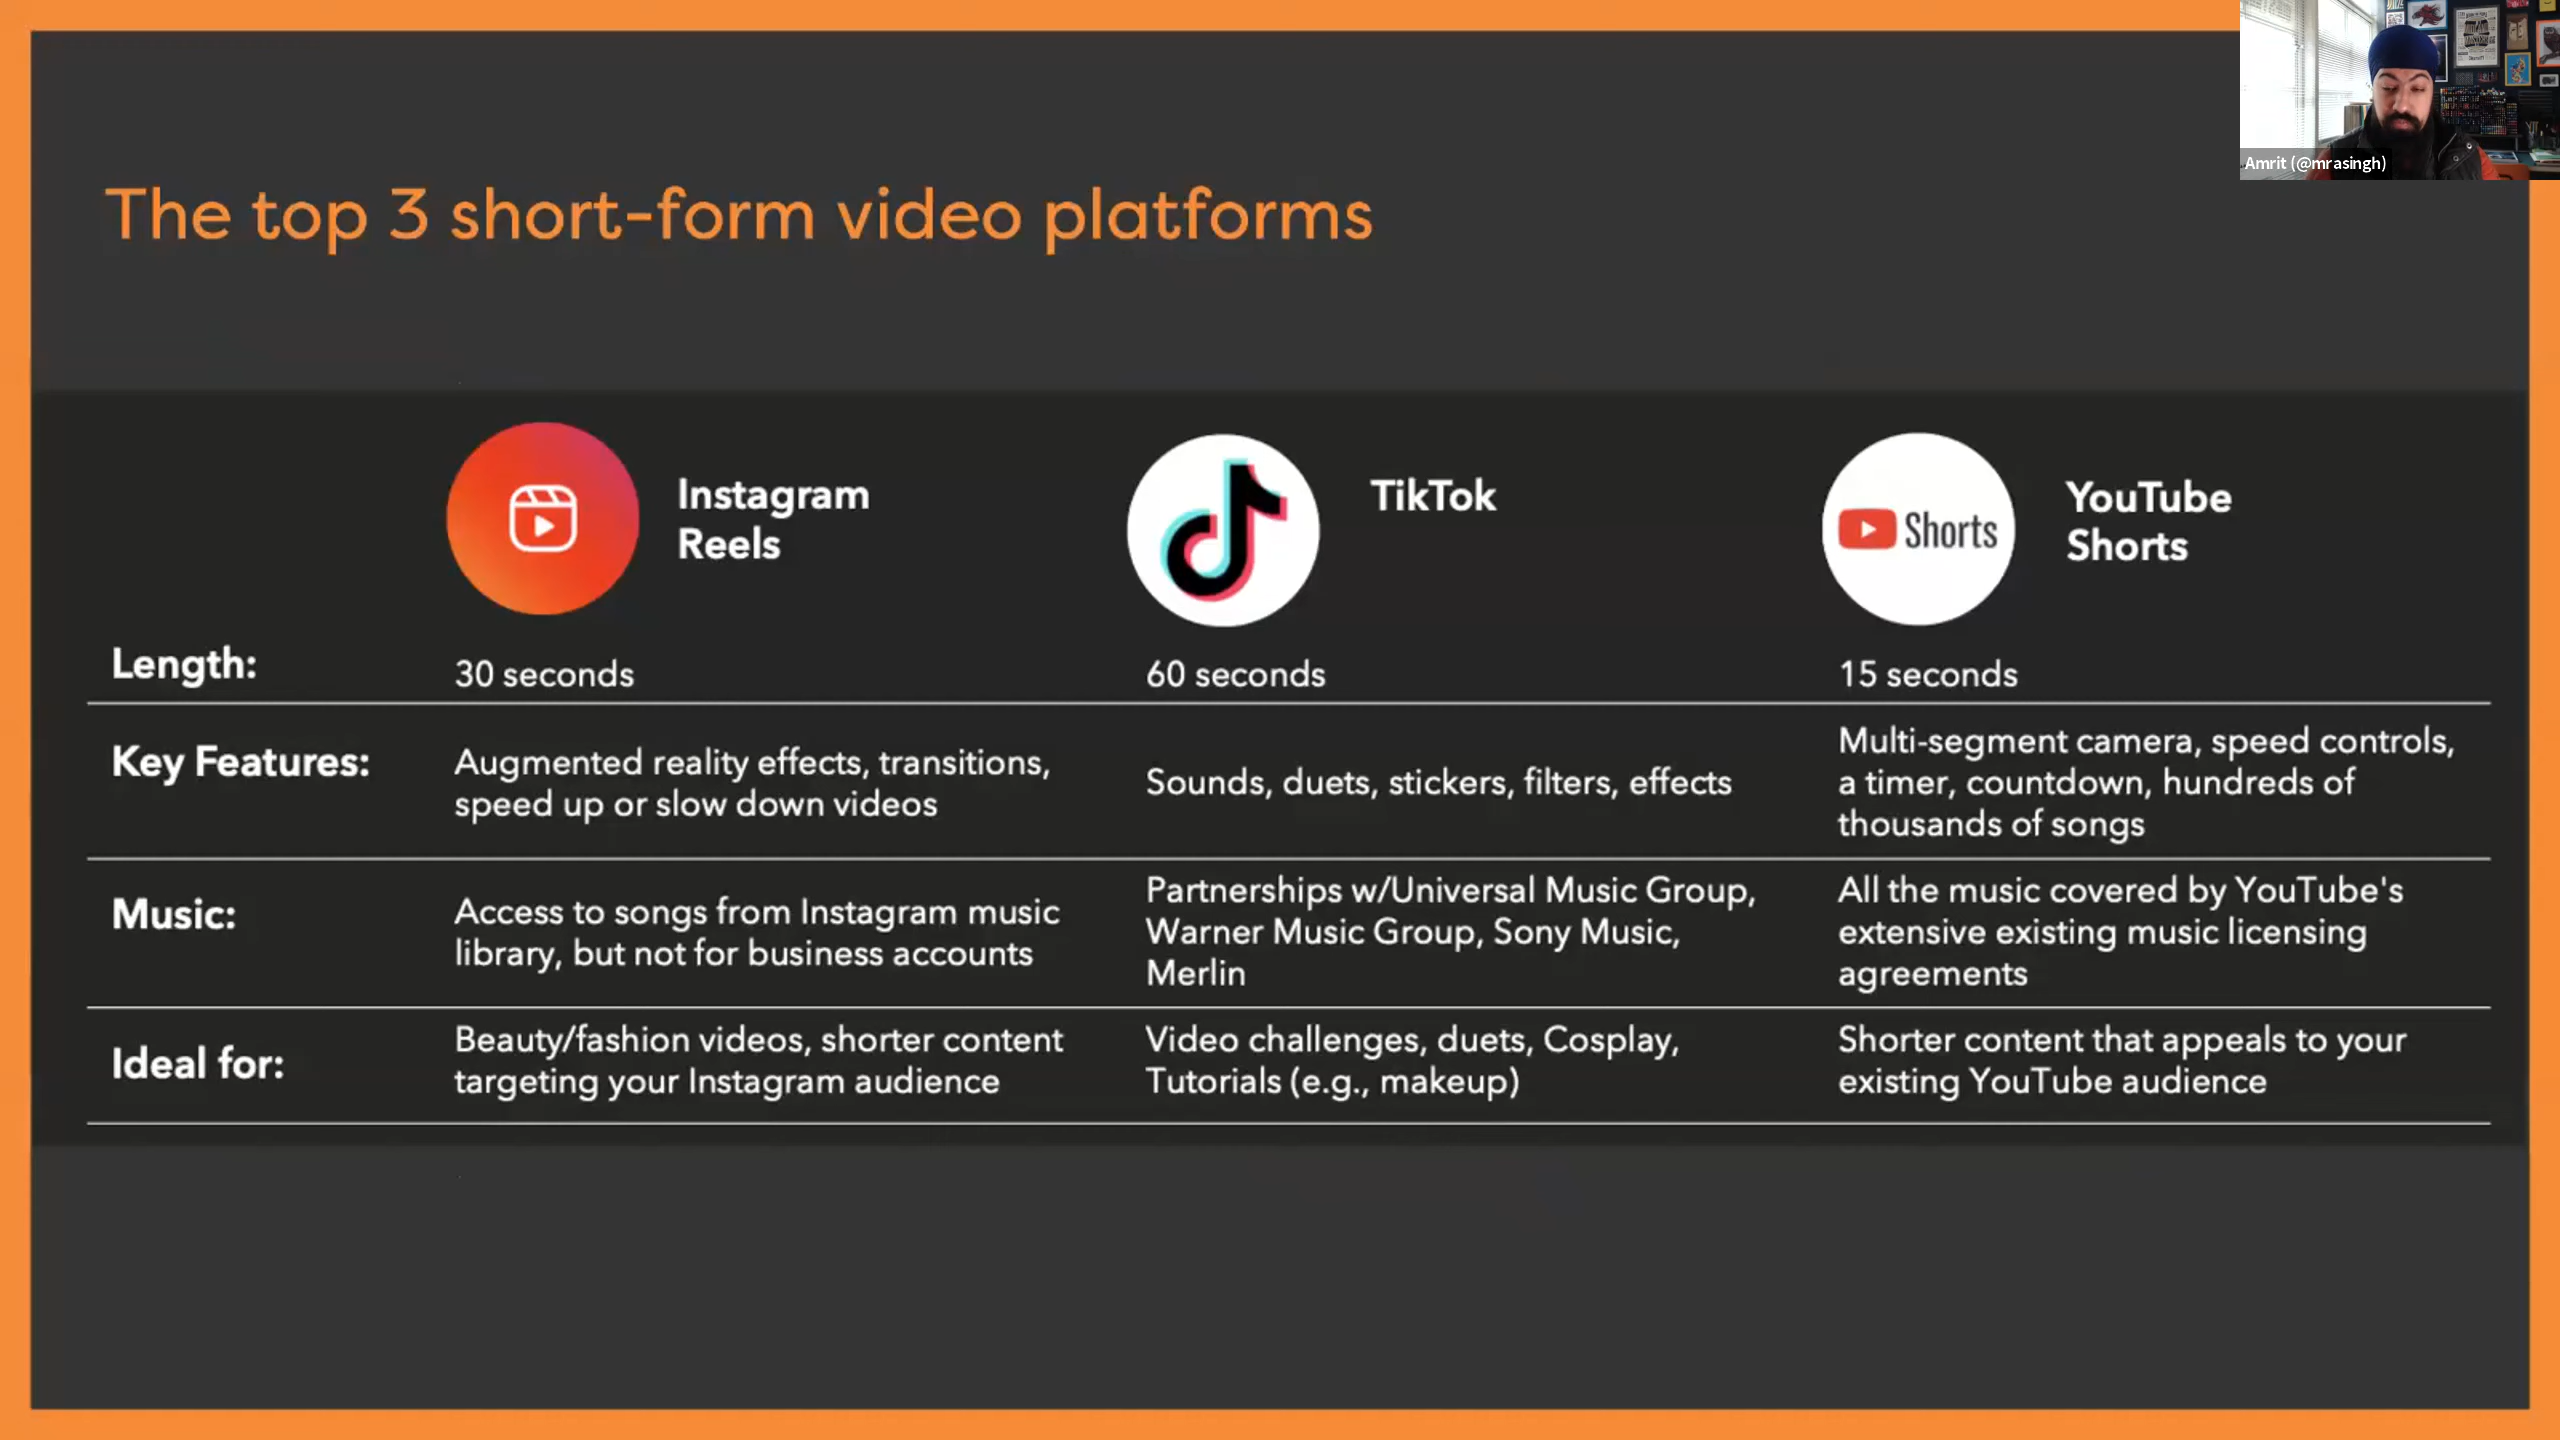 Amrit (@mrasingh)
The top 3 short-form video platforms
Instagram
Reels
TikTok
Shorts
YouTube
Shorts
Length:
30 seconds
60 seconds
15 seconds
Key Features:
Augmented reality effects, transitions,
speed up or slow down videos
Sounds, duets, stickers, filters, effects
Multi-segment camera, speed controls,
a timer, countdown, hundreds of
thousands of songs
Music:
Access to songs from Instagram music
library, but not for business accounts
Partnerships w/Universal Music Group,
Warner Music Group, Sony Music,
Merlin
All the music covered by YouTube's
extensive existing music licensing
agreements
Ideal for:
Beauty/fashion videos, shorter content
targeting your Instagram audience
Video challenges, duets, Cosplay,
Tutorials (e.g., makeup)
Shorter content that appeals to your
existing YouTube audience